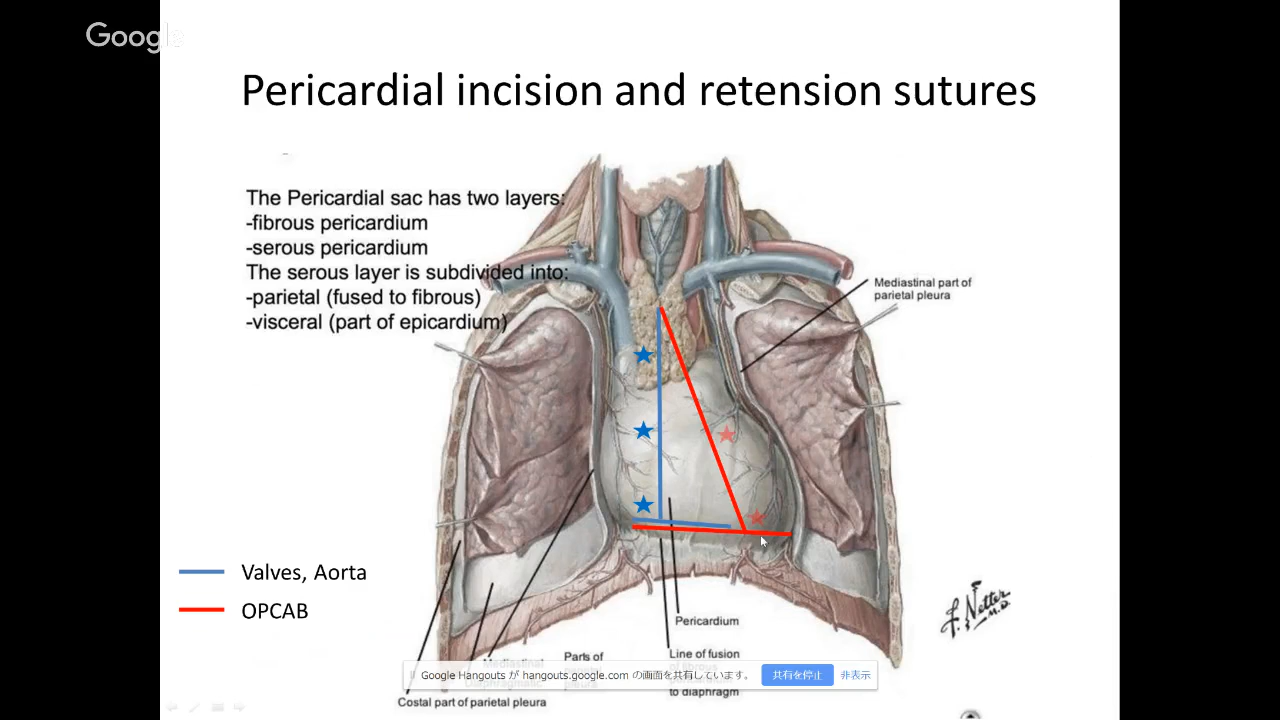 Google
Pericardial incision and retension sutures
The Pericardial sac has two layers:
-fibrous pericardium
-serous pericardium
The serous layer is subdivided into:
-parietal (fused to fibrous)
-visceral (part of epicardium)
Mediastinal part of
parietal pleura
Valves, Aorta
OPCAB
F. Netter
M.D.
Pericardium
Line of fusion
of fibrous
to diaphragm
Mediastinal
Parts of
Costal part of parietal pleura
Google Hangouts が hangouts.google.com の画面を共有しています。
共有を停止
非表示